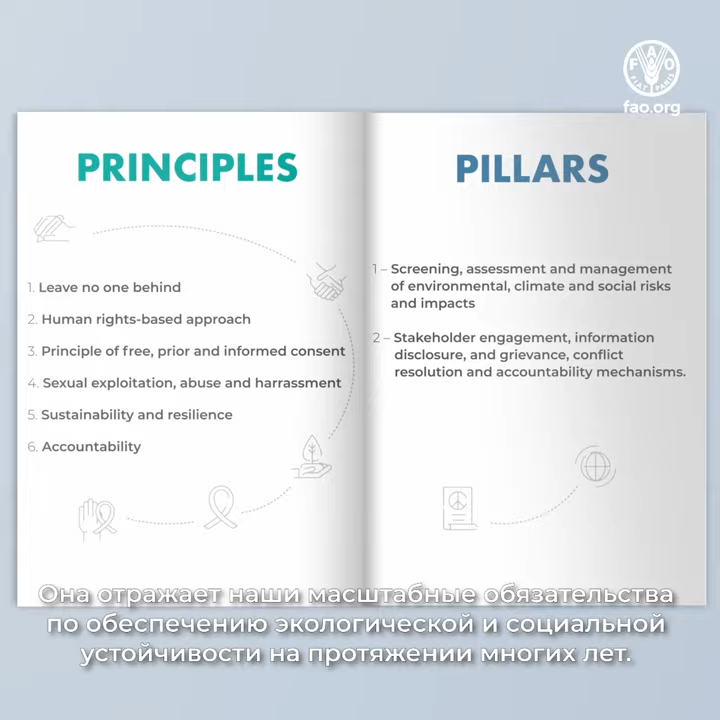 FAO
FIAT PANIS
fao.org
PRINCIPLES
1. Leave no one behind
2. Human rights-based approach
3. Principle of free, prior and informed consent
4. Sexual exploitation, abuse and harrassment
5. Sustainability and resilience
6. Accountability
PILLARS
1 – Screening, assessment and management
of environmental, climate and social risks
and impacts
2 – Stakeholder engagement, information
disclosure, and grievance, conflict
resolution and accountability mechanisms.
Она отражает наши масштабные обязательства
по обеспечению экологической и социальной
устойчивости на протяжении многих лет.